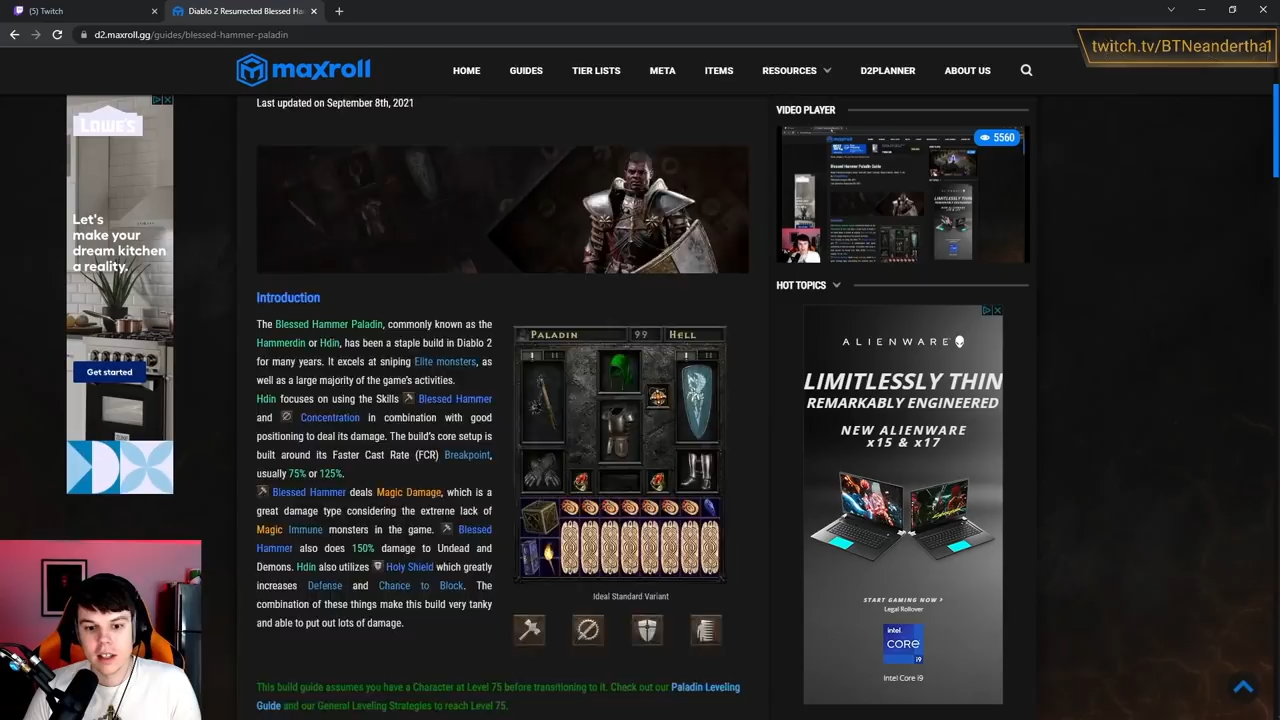 (5) Twitch
Diablo 2 Resurrected Blessed Ha
d2.maxroll.gg/guides/blessed-hammer-paladin
twitch.tv/BTNeandertha1
maxroll
HOME
GUIDES
TIER LISTS
META
ITEMS
RESOURCES
D2PLANNER
ABOUT US
Last updated on September 8th, 2021
Introduction
The Blessed Hammer Paladin, commonly known as the
Hammerdin or Hdin, has been a staple build in Diablo 2
for many years. It excels at sniping Elite monsters, as
well as a large majority of the game's activities.
Hdin focuses on using the Skills Blessed Hammer
and Concentration in combination with good
positioning to deal its damage. The build's core setup is
built around its Faster Cast Rate (FCR) Breakpoint,
usually 75% or 125%.
Blessed Hammer deals Magic Damage, which is a
great damage type considering the extreme lack of
Magic Immune monsters in the game. Blessed
Hammer also does 150% damage to Undead and
Demons. Hdin also utilizes Holy Shield which greatly
increases Defense and Chance to Block. The
combination of these things make this build very tanky
and able to put out lots of damage.
PALADIN 99 HELL
I II I II
Ideal Standard Variant
This build guide assumes you have a Character at Level 75 before transitioning to it. Check out our Paladin Leveling
Guide and our General Leveling Strategies to reach Level 75.
VIDEO PLAYER
5560
HOT TOPICS
ALIENWARE
LIMITLESSLY THIN
REMARKABLY ENGINEERED
NEW ALIENWARE
x15 & x17
START GAMING NOW >
Legal Rollover
intel.
CORE
i9
Intel Core i9
LOWE'S
Let's
make your
dream kitchen
a reality.
Get started